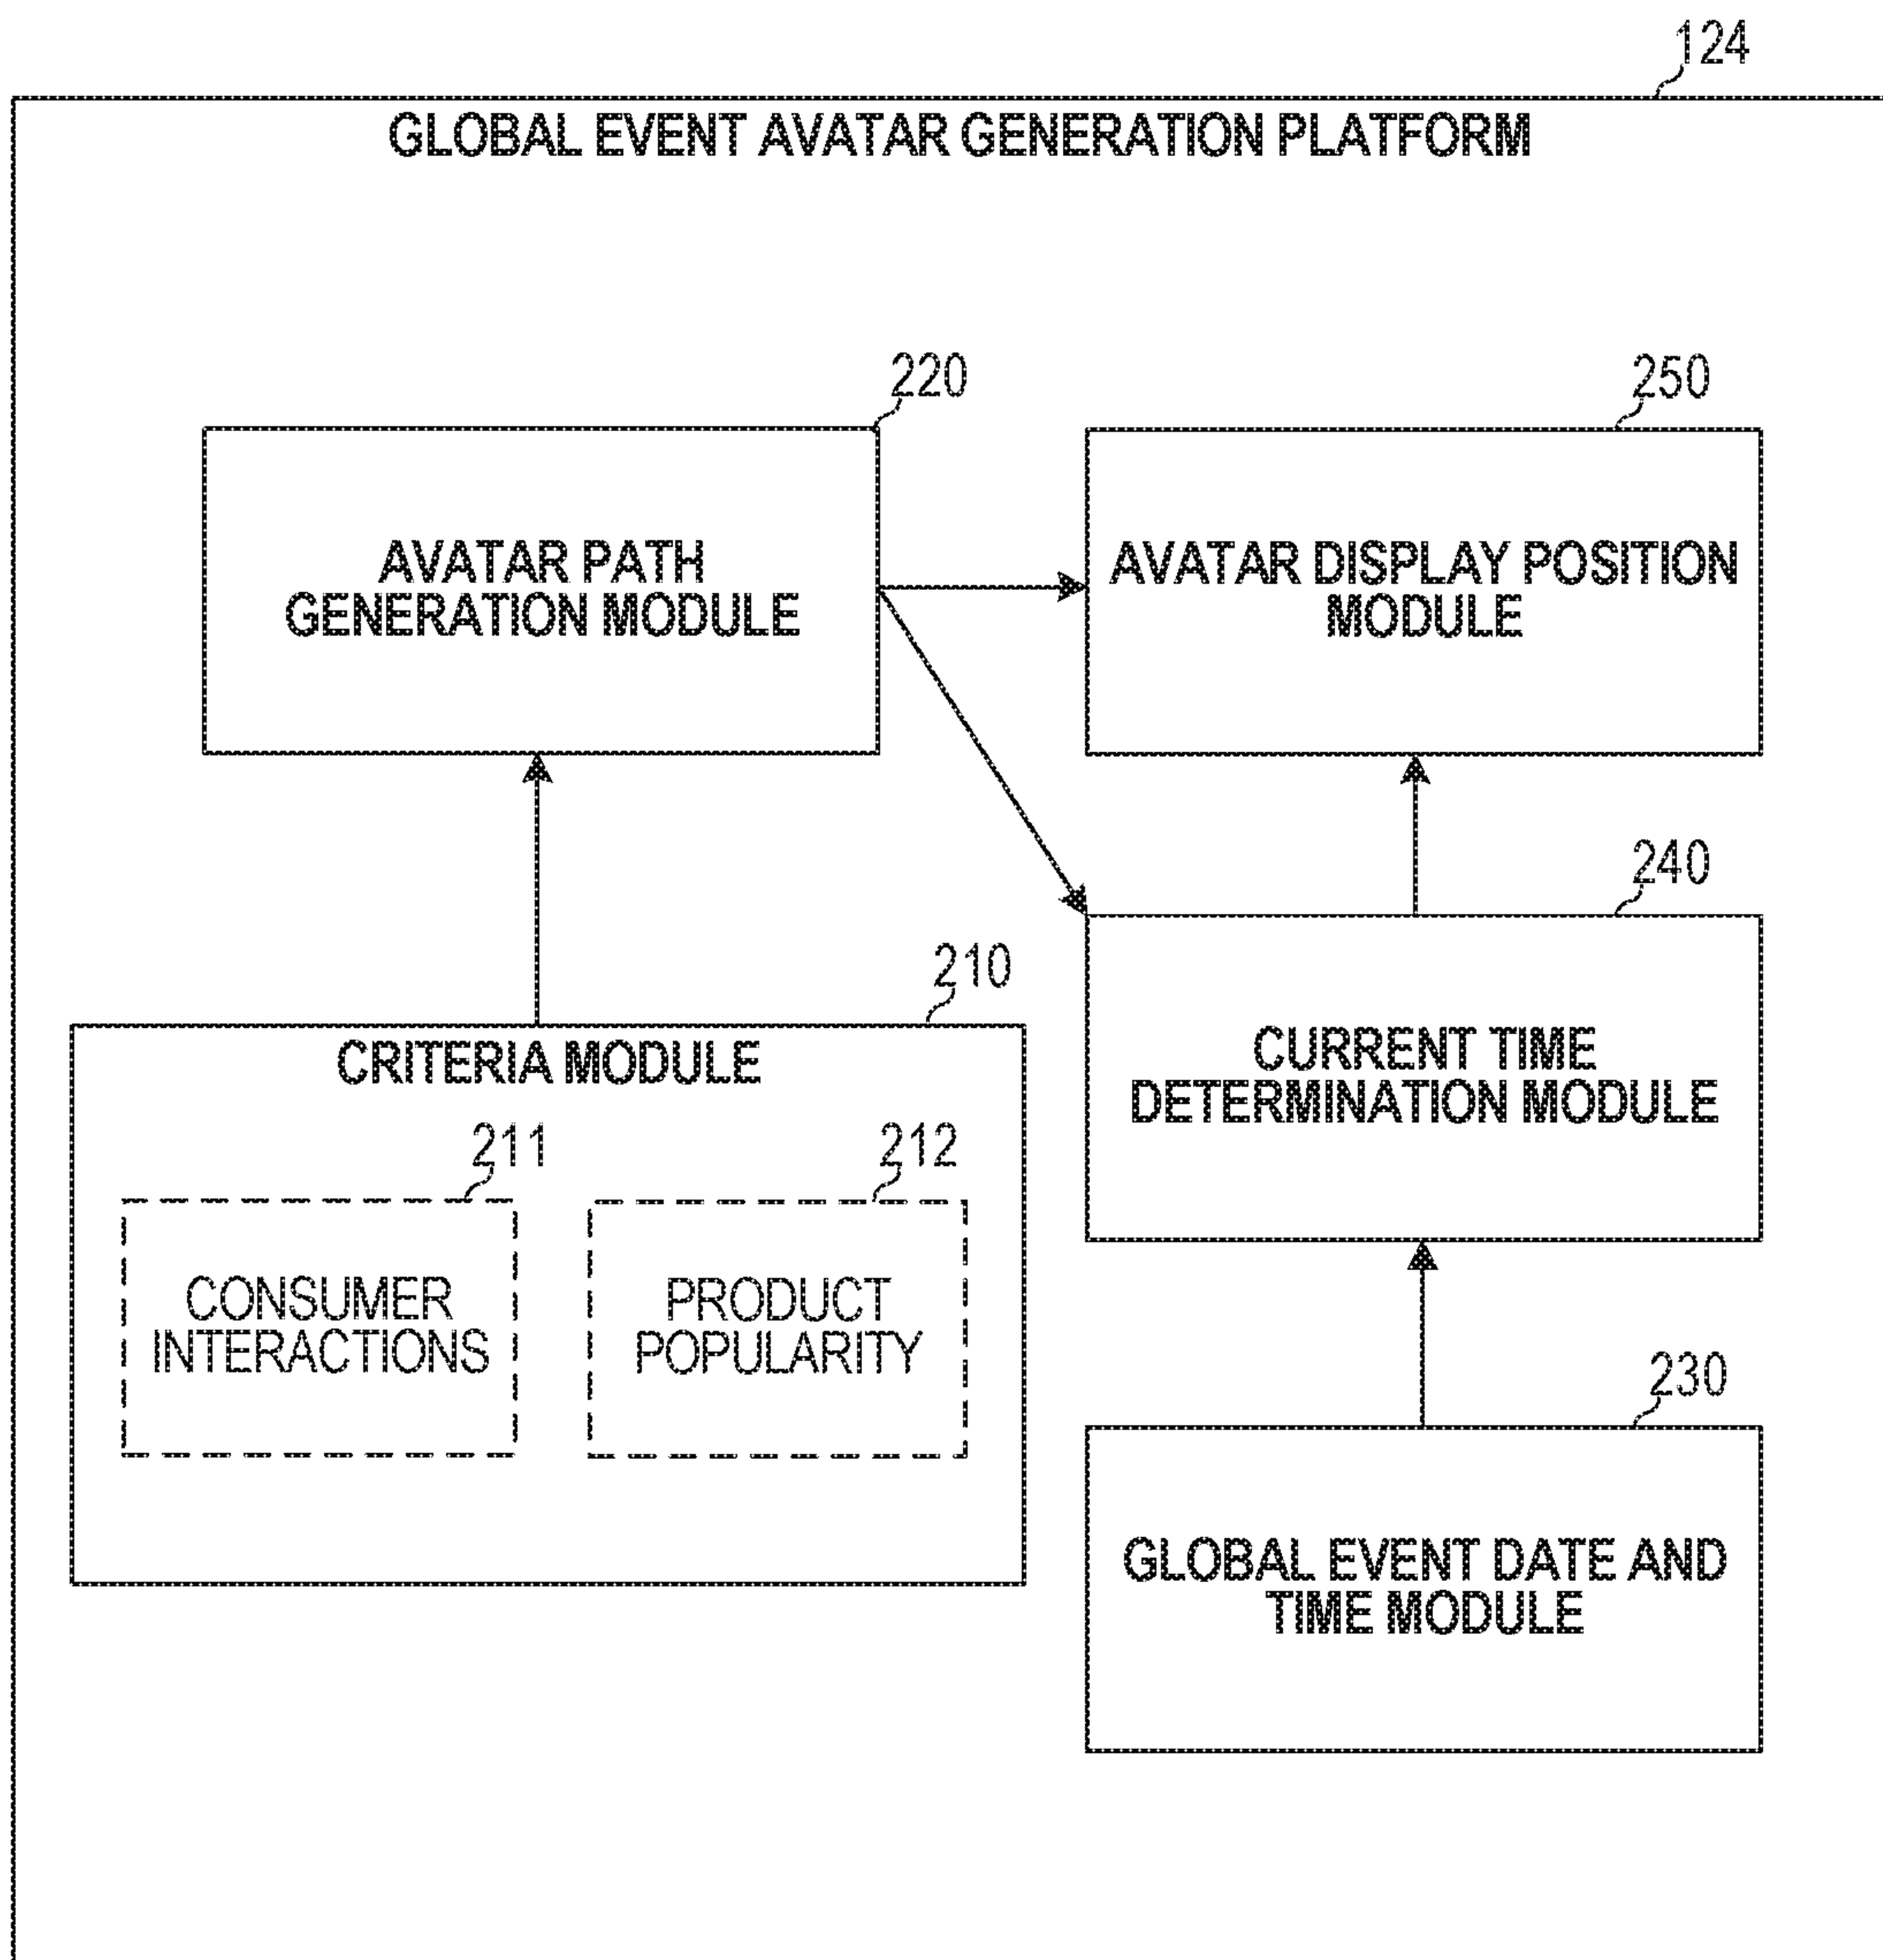 124
GLOBAL EVENT AVATAR GENERATION PLATFORM
220
AVATAR PATH
GENERATION MODULE
250
AVATAR DISPLAY POSITION
MODULE
240
CURRENT TIME
DETERMINATION MODULE
210
CRITERIA MODULE
211
CONSUMER
INTERACTIONS
212
PRODUCT
POPULARITY
230
GLOBAL EVENT DATE AND
TIME MODULE